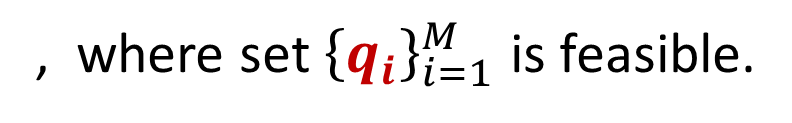 , where set {qᵢ}ᵢ₌₁ᴹ is feasible.